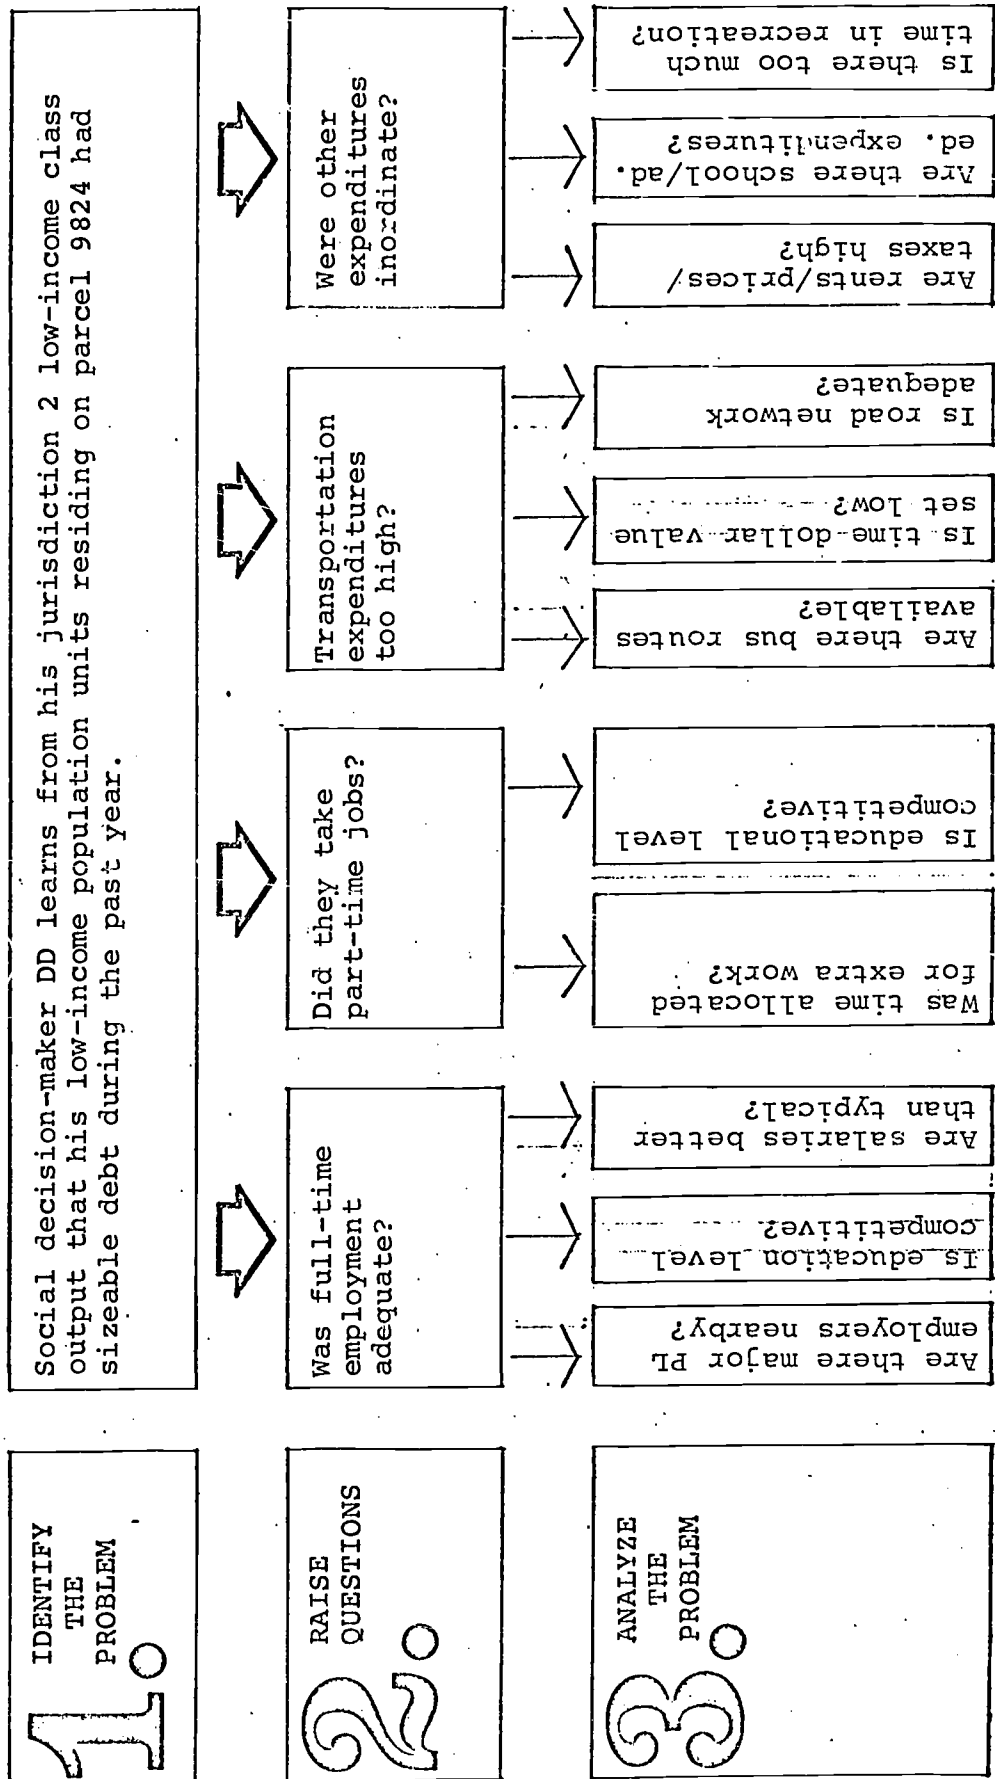 1.
IDENTIFY
THE
PROBLEM
Social decision-maker DD learns from his jurisdiction 2 low-income class
output that his low-income population units residing on parcel 9824 had
sizeable debt during the past year.
2.
RAISE
QUESTIONS
Was full-time
employment
adequate?
Did they take
part-time jobs?
Transportation
expenditures
too high?
Were other
expenditures
inordinate?
3.
ANALYZE
THE
PROBLEM
Are there major PL
employers nearby?
Is education level
competitive?
Are salaries better
than typical?
Was time allocated
for extra work?
Is educational level
competitive?
Are there bus routes
available?
Is time-dollar value
set low?
Is road network
adequate?
Are rents/prices/
taxes high?
Are there school/ad.
ed. expenditures?
Is there too much
time in recreation?